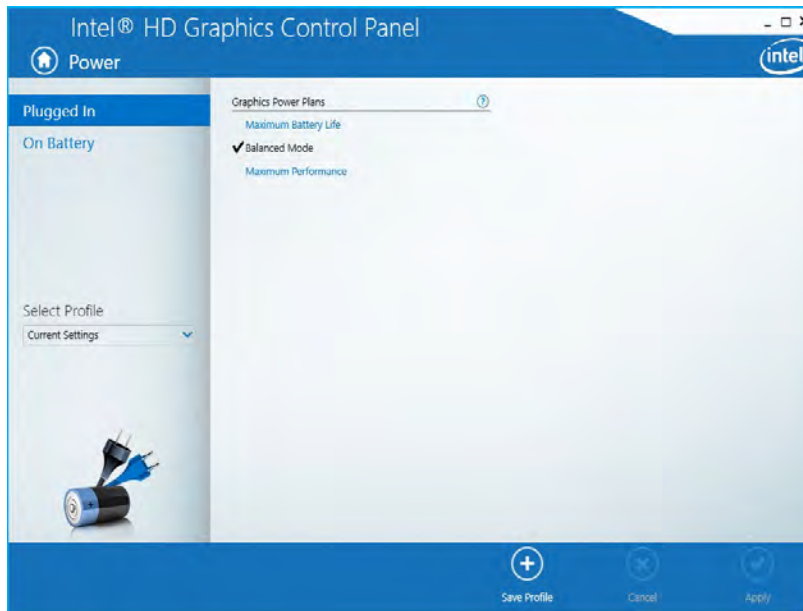 Intel® HD Graphics Control Panel
Power
intel
Plugged In
On Battery
Graphics Power Plans
Maximum Battery Life
Balanced Mode
Maximum Performance
Select Profile
Current Settings
Save Profile
Cancel
Apply